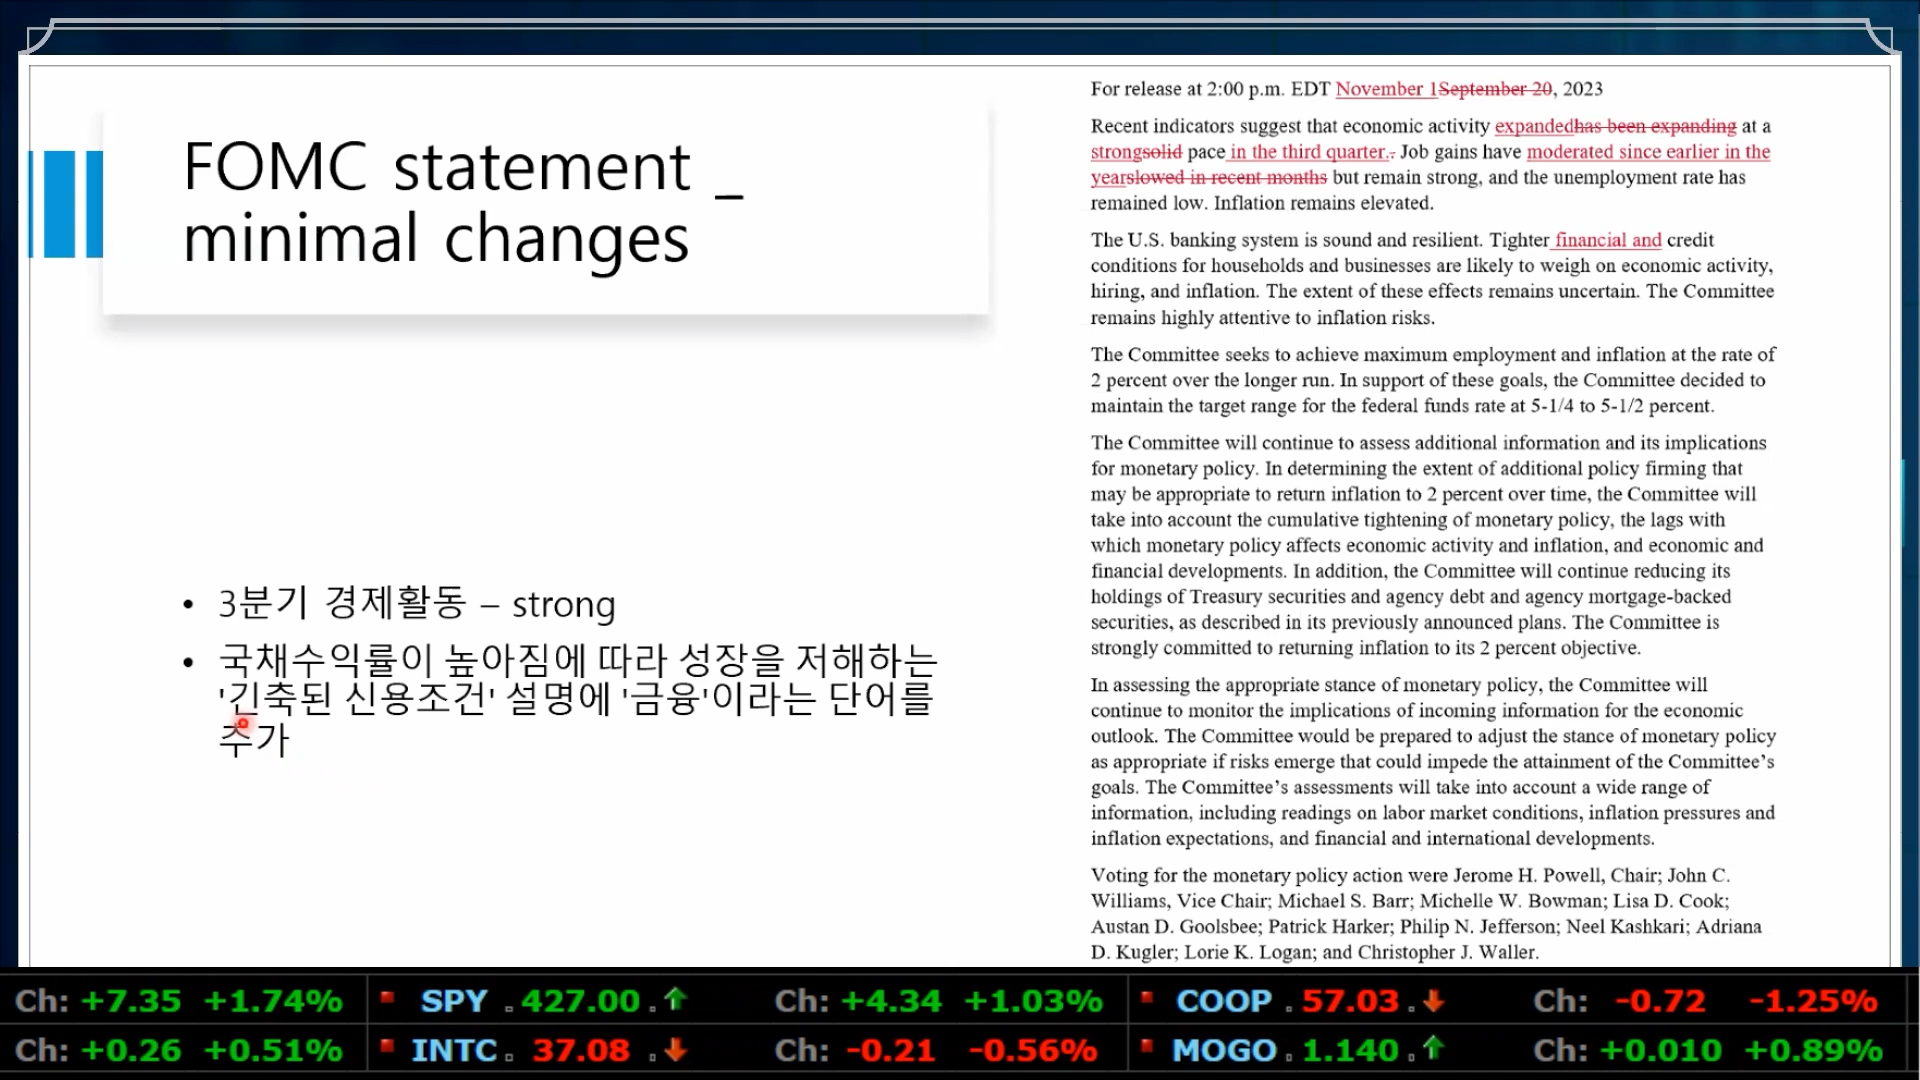 FOMC statement _
minimal changes
• 3분기 경제활동 – strong
• 국채수익률이 높아짐에 따라 성장을 저해하는
'긴축된 신용조건' 설명에 '금융'이라는 단어를
추가
For release at 2:00 p.m. EDT November 1September 20, 2023
Recent indicators suggest that economic activity expandedhas been expanding at a
strongsolid pace in the third quarter.. Job gains have moderated since earlier in the
yearslowed in recent months but remain strong, and the unemployment rate has
remained low. Inflation remains elevated.
The U.S. banking system is sound and resilient. Tighter financial and credit
conditions for households and businesses are likely to weigh on economic activity,
hiring, and inflation. The extent of these effects remains uncertain. The Committee
remains highly attentive to inflation risks.
The Committee seeks to achieve maximum employment and inflation at the rate of
2 percent over the longer run. In support of these goals, the Committee decided to
maintain the target range for the federal funds rate at 5-1/4 to 5-1/2 percent.
The Committee will continue to assess additional information and its implications
for monetary policy. In determining the extent of additional policy firming that
may be appropriate to return inflation to 2 percent over time, the Committee will
take into account the cumulative tightening of monetary policy, the lags with
which monetary policy affects economic activity and inflation, and economic and
financial developments. In addition, the Committee will continue reducing its
holdings of Treasury securities and agency debt and agency mortgage-backed
securities, as described in its previously announced plans. The Committee is
strongly committed to returning inflation to its 2 percent objective.
In assessing the appropriate stance of monetary policy, the Committee will
continue to monitor the implications of incoming information for the economic
outlook. The Committee would be prepared to adjust the stance of monetary policy
as appropriate if risks emerge that could impede the attainment of the Committee's
goals. The Committee's assessments will take into account a wide range of
information, including readings on labor market conditions, inflation pressures and
inflation expectations, and financial and international developments.
Voting for the monetary policy action were Jerome H. Powell, Chair; John C.
Williams, Vice Chair; Michael S. Barr; Michelle W. Bowman; Lisa D. Cook;
Austan D. Goolsbee; Patrick Harker; Philip N. Jefferson; Neel Kashkari; Adriana
D. Kugler; Lorie K. Logan; and Christopher J. Waller.
Ch: +7.35 +1.74% SPY . 427.00 . Ch: +4.34 +1.03% COOP . 57.03 . Ch: -0.72 -1.25%
Ch: +0.26 +0.51% INTC . 37.08 . Ch: -0.21 -0.56% MOGO . 1.140 . Ch: +0.010 +0.89%